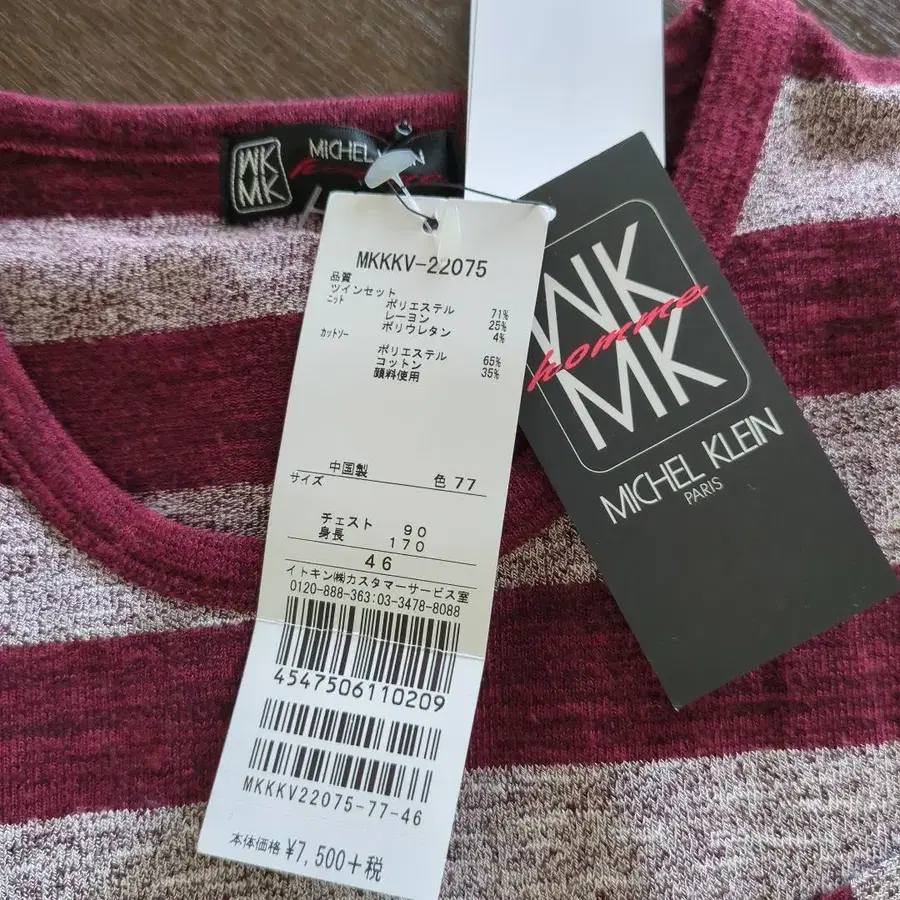 WK
MK
MICHEL KLEIN
homme
MKKKV-22075
品質
ツインセット
ニット ポリエステル 71%
レーヨン 25%
ポリウレタン 4%
カットソー
ポリエステル 65%
コットン 35%
顔料使用
中国製 色 77
サイズ
チェスト 90
身長 170
46
イトキン㈱カスタマーサービス室
0120-888-363:03-3478-8088
4547506110209
MKKKV22075-77-46
本体価格 ¥7,500+税
WK
homme
MK
MICHEL KLEIN
PARIS